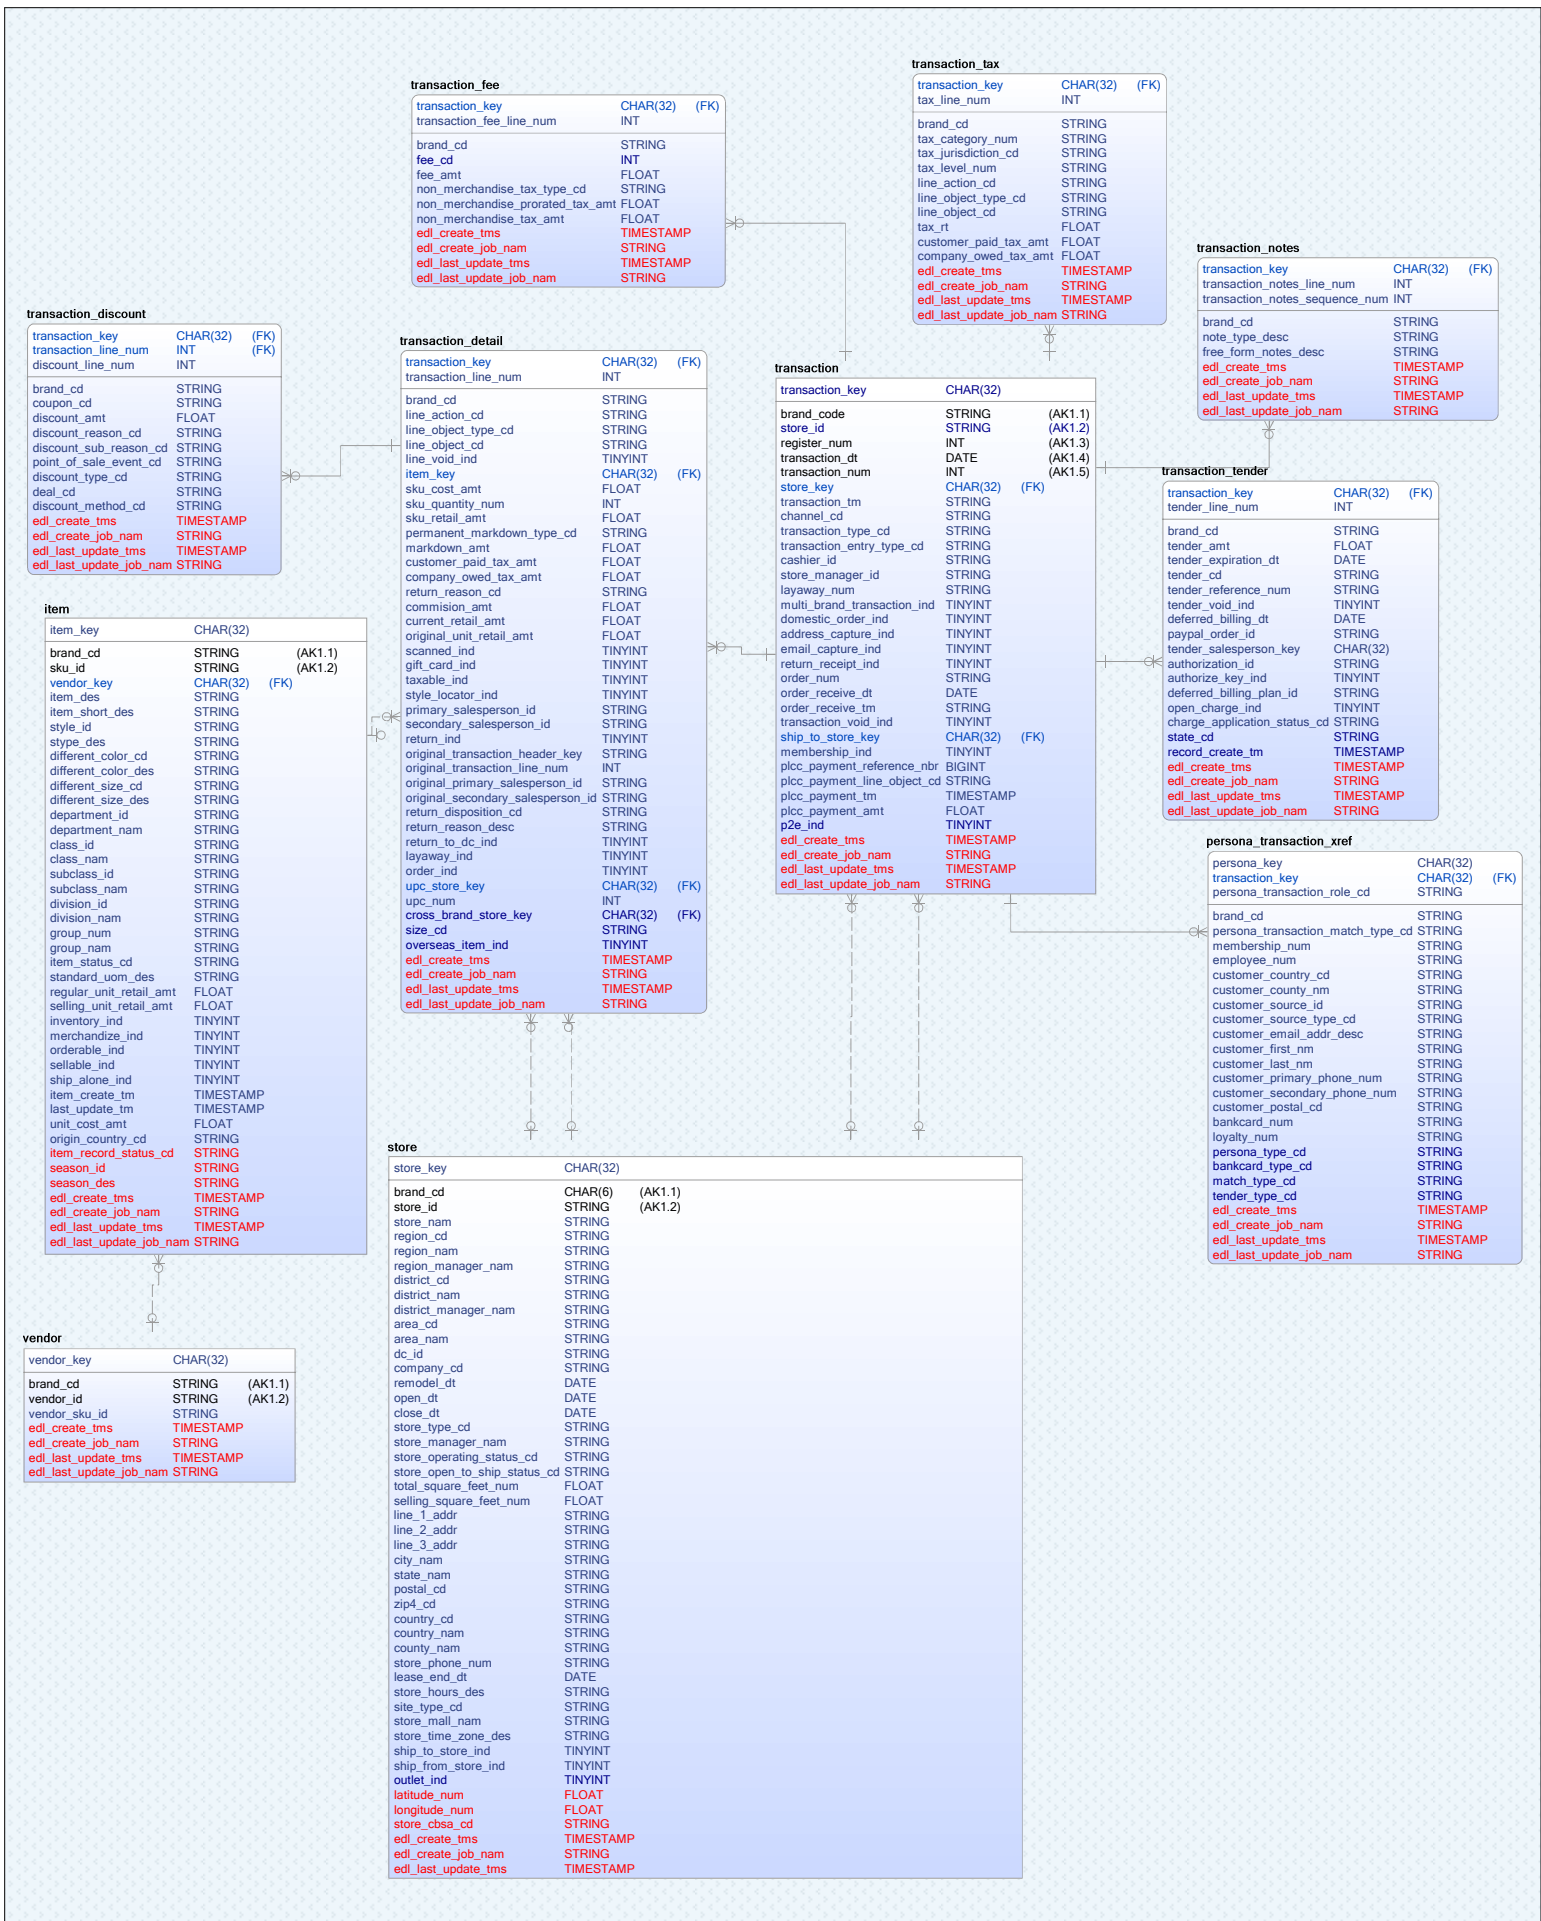 transaction_fee
transaction_key CHAR(32) (FK)
transaction_fee_line_num INT
brand_cd STRING
fee_cd INT
fee_amt FLOAT
non_merchandise_tax_type_cd STRING
non_merchandise_prorated_tax_amt FLOAT
non_merchandise_tax_amt FLOAT
edl_create_tms TIMESTAMP
edl_create_job_nam STRING
edl_last_update_tms TIMESTAMP
edl_last_update_job_nam STRING
transaction_tax
transaction_key CHAR(32) (FK)
tax_line_num INT
brand_cd STRING
tax_category_num STRING
tax_jurisdiction_cd STRING
tax_level_num STRING
line_action_cd STRING
line_object_type_cd STRING
line_object_cd STRING
tax_rt FLOAT
customer_paid_tax_amt FLOAT
company_owed_tax_amt FLOAT
edl_create_tms TIMESTAMP
edl_create_job_nam STRING
edl_last_update_tms TIMESTAMP
edl_last_update_job_nam STRING
transaction_notes
transaction_key CHAR(32) (FK)
transaction_notes_line_num INT
transaction_notes_sequence_num INT
brand_cd STRING
note_type_desc STRING
free_form_notes_desc STRING
edl_create_tms TIMESTAMP
edl_create_job_nam STRING
edl_last_update_tms TIMESTAMP
edl_last_update_job_nam STRING
transaction_discount
transaction_key CHAR(32) (FK)
transaction_line_num INT (FK)
discount_line_num INT
brand_cd STRING
coupon_cd STRING
discount_amt FLOAT
discount_reason_cd STRING
discount_sub_reason_cd STRING
point_of_sale_event_cd STRING
discount_type_cd STRING
deal_cd STRING
discount_method_cd STRING
edl_create_tms TIMESTAMP
edl_create_job_nam STRING
edl_last_update_tms TIMESTAMP
edl_last_update_job_nam STRING
transaction_detail
transaction_key CHAR(32) (FK)
transaction_line_num INT
brand_cd STRING
line_action_cd STRING
line_object_type_cd STRING
line_object_cd STRING
line_void_ind TINYINT
item_key CHAR(32) (FK)
sku_cost_amt FLOAT
sku_quantity_num INT
sku_retail_amt FLOAT
permanent_markdown_type_cd STRING
markdown_amt FLOAT
customer_paid_tax_amt FLOAT
company_owed_tax_amt FLOAT
return_reason_cd STRING
commision_amt FLOAT
current_retail_amt FLOAT
original_unit_retail_amt FLOAT
scanned_ind TINYINT
gift_card_ind TINYINT
taxable_ind TINYINT
style_locator_ind TINYINT
primary_salesperson_id STRING
secondary_salesperson_id STRING
return_ind TINYINT
original_transaction_header_key STRING
original_transaction_line_num INT
original_primary_salesperson_id STRING
original_secondary_salesperson_id STRING
return_disposition_cd STRING
return_reason_desc STRING
return_to_dc_ind TINYINT
layaway_ind TINYINT
order_ind TINYINT
upc_store_key CHAR(32) (FK)
upc_num INT
cross_brand_store_key CHAR(32) (FK)
size_cd STRING
overseas_item_ind TINYINT
edl_create_tms TIMESTAMP
edl_create_job_nam STRING
edl_last_update_tms TIMESTAMP
edl_last_update_job_nam STRING
transaction
transaction_key CHAR(32)
brand_code STRING (AK1.1)
store_id STRING (AK1.2)
register_num INT (AK1.3)
transaction_dt DATE (AK1.4)
transaction_num INT (AK1.5)
store_key CHAR(32) (FK)
transaction_tm STRING
channel_cd STRING
transaction_type_cd STRING
transaction_entry_type_cd STRING
cashier_id STRING
store_manager_id STRING
layaway_num STRING
multi_brand_transaction_ind TINYINT
domestic_order_ind TINYINT
address_capture_ind TINYINT
email_capture_ind TINYINT
return_receipt_ind TINYINT
order_num STRING
order_receive_dt DATE
order_receive_tm STRING
transaction_void_ind TINYINT
ship_to_store_key CHAR(32) (FK)
membership_ind TINYINT
plcc_payment_reference_nbr BIGINT
plcc_payment_line_object_cd STRING
plcc_payment_tm TIMESTAMP
plcc_payment_amt FLOAT
p2e_ind TINYINT
edl_create_tms TIMESTAMP
edl_create_job_nam STRING
edl_last_update_tms TIMESTAMP
edl_last_update_job_nam STRING
transaction_tender
transaction_key CHAR(32) (FK)
tender_line_num INT
brand_cd STRING
tender_amt FLOAT
tender_expiration_dt DATE
tender_cd STRING
tender_reference_num STRING
tender_void_ind TINYINT
deferred_billing_dt DATE
paypal_order_id STRING
tender_salesperson_key CHAR(32)
authorization_id STRING
authorize_key_ind TINYINT
deferred_billing_plan_id STRING
open_charge_ind TINYINT
charge_application_status_cd STRING
state_cd STRING
record_create_tm TIMESTAMP
edl_create_tms TIMESTAMP
edl_create_job_nam STRING
edl_last_update_tms TIMESTAMP
edl_last_update_job_nam STRING
item
item_key CHAR(32)
brand_cd STRING (AK1.1)
sku_id STRING (AK1.2)
vendor_key CHAR(32) (FK)
item_des STRING
item_short_des STRING
style_id STRING
stype_des STRING
different_color_cd STRING
different_color_des STRING
different_size_cd STRING
different_size_des STRING
department_id STRING
department_nam STRING
class_id STRING
class_nam STRING
subclass_id STRING
subclass_nam STRING
division_id STRING
division_nam STRING
group_num STRING
group_nam STRING
item_status_cd STRING
standard_uom_des STRING
regular_unit_retail_amt FLOAT
selling_unit_retail_amt FLOAT
inventory_ind TINYINT
merchandize_ind TINYINT
orderable_ind TINYINT
sellable_ind TINYINT
ship_alone_ind TINYINT
item_create_tm TIMESTAMP
last_update_tm TIMESTAMP
unit_cost_amt FLOAT
origin_country_cd STRING
item_record_status_cd STRING
season_id STRING
season_des STRING
edl_create_tms TIMESTAMP
edl_create_job_nam STRING
edl_last_update_tms TIMESTAMP
edl_last_update_job_nam STRING
persona_transaction_xref
persona_key CHAR(32)
transaction_key CHAR(32) (FK)
persona_transaction_role_cd STRING
brand_cd STRING
persona_transaction_match_type_cd STRING
membership_num STRING
employee_num STRING
customer_country_cd STRING
customer_county_nm STRING
customer_source_id STRING
customer_source_type_cd STRING
customer_email_addr_desc STRING
customer_first_nm STRING
customer_last_nm STRING
customer_primary_phone_num STRING
customer_secondary_phone_num STRING
customer_postal_cd STRING
bankcard_num STRING
loyalty_num STRING
persona_type_cd STRING
bankcard_type_cd STRING
match_type_cd STRING
tender_type_cd STRING
edl_create_tms TIMESTAMP
edl_create_job_nam STRING
edl_last_update_tms TIMESTAMP
edl_last_update_job_nam STRING
vendor
vendor_key CHAR(32)
brand_cd STRING (AK1.1)
vendor_id STRING (AK1.2)
vendor_sku_id STRING
edl_create_tms TIMESTAMP
edl_create_job_nam STRING
edl_last_update_tms TIMESTAMP
edl_last_update_job_nam STRING
store
store_key CHAR(32)
brand_cd CHAR(6) (AK1.1)
store_id STRING (AK1.2)
store_nam STRING
region_cd STRING
region_nam STRING
region_manager_nam STRING
district_cd STRING
district_nam STRING
district_manager_nam STRING
area_cd STRING
area_nam STRING
dc_id STRING
company_cd STRING
remodel_dt DATE
open_dt DATE
close_dt DATE
store_type_cd STRING
store_manager_nam STRING
store_operating_status_cd STRING
store_open_to_ship_status_cd STRING
total_square_feet_num FLOAT
selling_square_feet_num FLOAT
line_1_addr STRING
line_2_addr STRING
line_3_addr STRING
city_nam STRING
state_nam STRING
postal_cd STRING
zip4_cd STRING
country_cd STRING
country_nam STRING
county_nam STRING
store_phone_num STRING
lease_end_dt DATE
store_hours_des STRING
site_type_cd STRING
store_mall_nam STRING
store_time_zone_des STRING
ship_to_store_ind TINYINT
ship_from_store_ind TINYINT
outlet_ind TINYINT
latitude_num FLOAT
longitude_num FLOAT
store_cbsa_cd STRING
edl_create_tms TIMESTAMP
edl_create_job_nam STRING
edl_last_update_tms TIMESTAMP